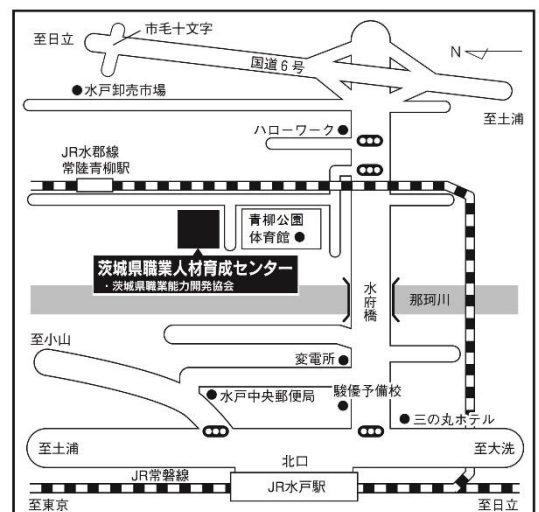 市毛十文字
至日立
国道6号
N
水戸卸売市場
至土浦
ハローワーク
JR水郡線
常陸青柳駅
青柳公園
体育館
茨城県職業人材育成センター
・茨城県職業能力開発協会
水府橋
那珂川
至小山
変電所
水戸中央郵便局
駿優予備校
三の丸ホテル
至土浦
北口
至大洗
JR常磐線
JR水戸駅
至東京
至日立